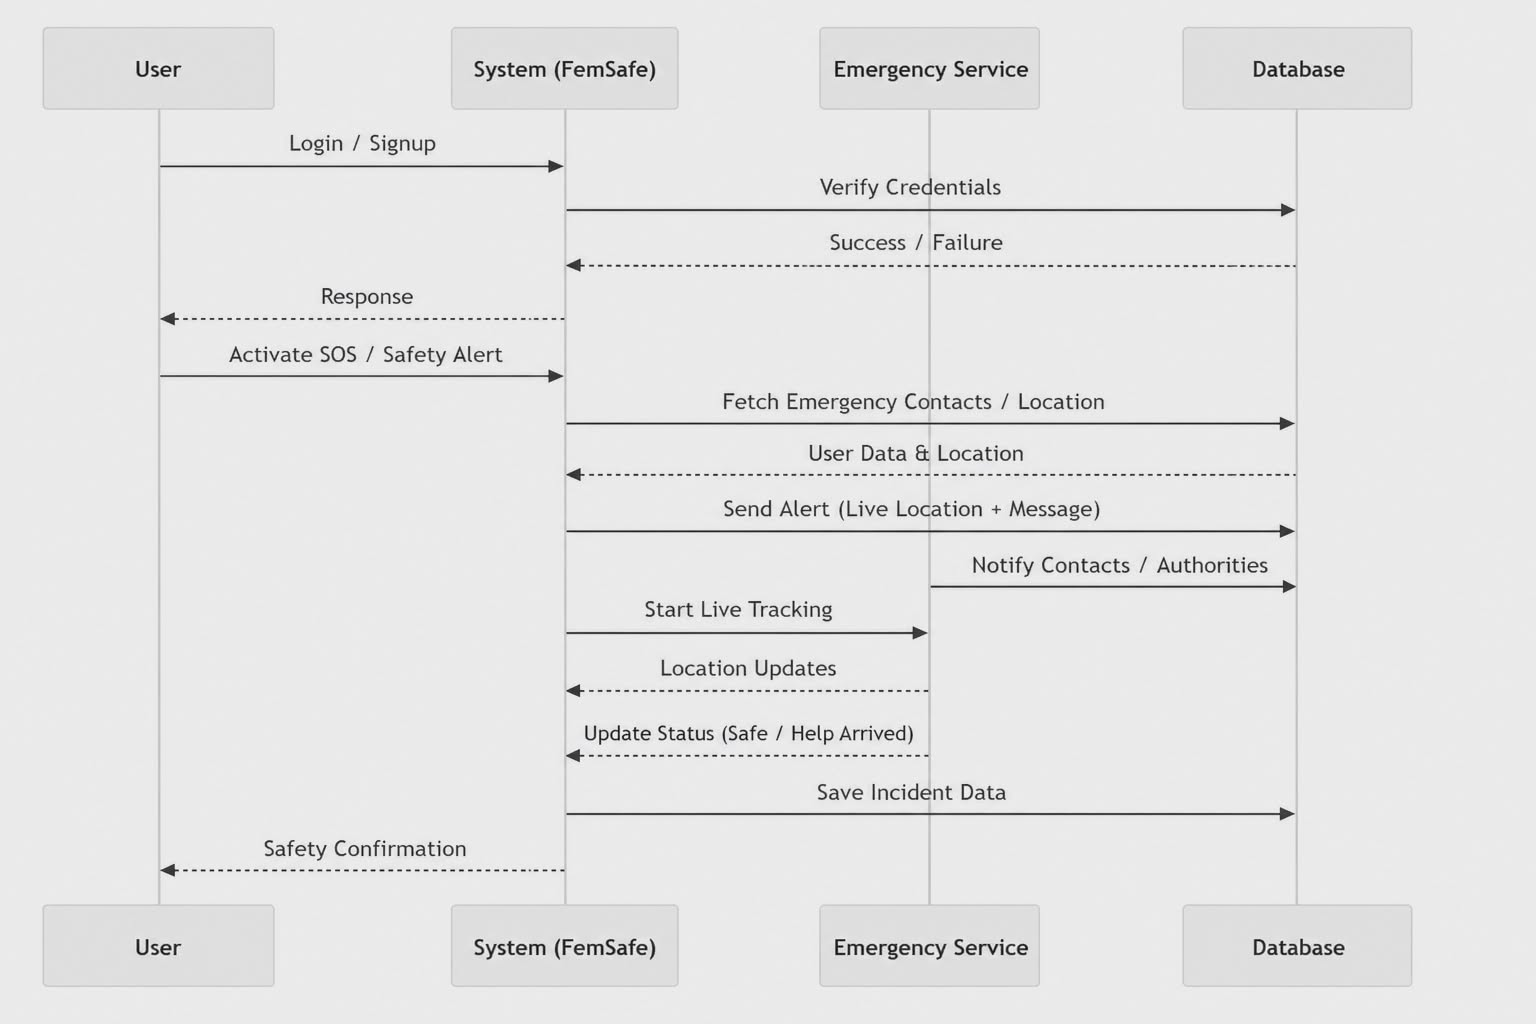 User
System (FemSafe)
Emergency Service
Database
Login / Signup
Verify Credentials
Success / Failure
Response
Activate SOS / Safety Alert
Fetch Emergency Contacts / Location
User Data & Location
Send Alert (Live Location + Message)
Notify Contacts / Authorities
Start Live Tracking
Location Updates
Update Status (Safe / Help Arrived)
Save Incident Data
Safety Confirmation
User
System (FemSafe)
Emergency Service
Database